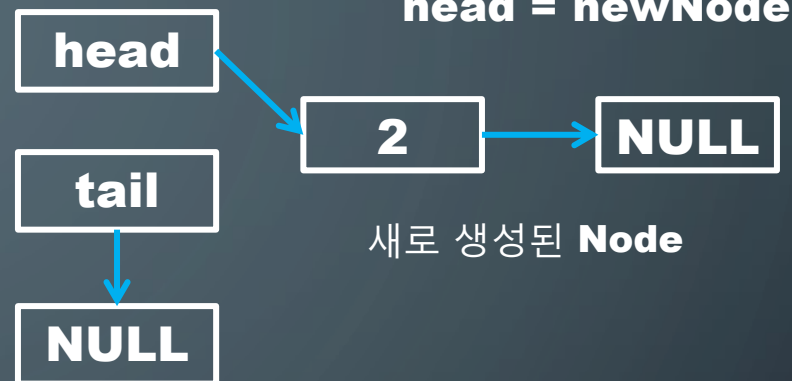 head = newNode
head
2
NULL
tail
새로 생성된 Node
NULL